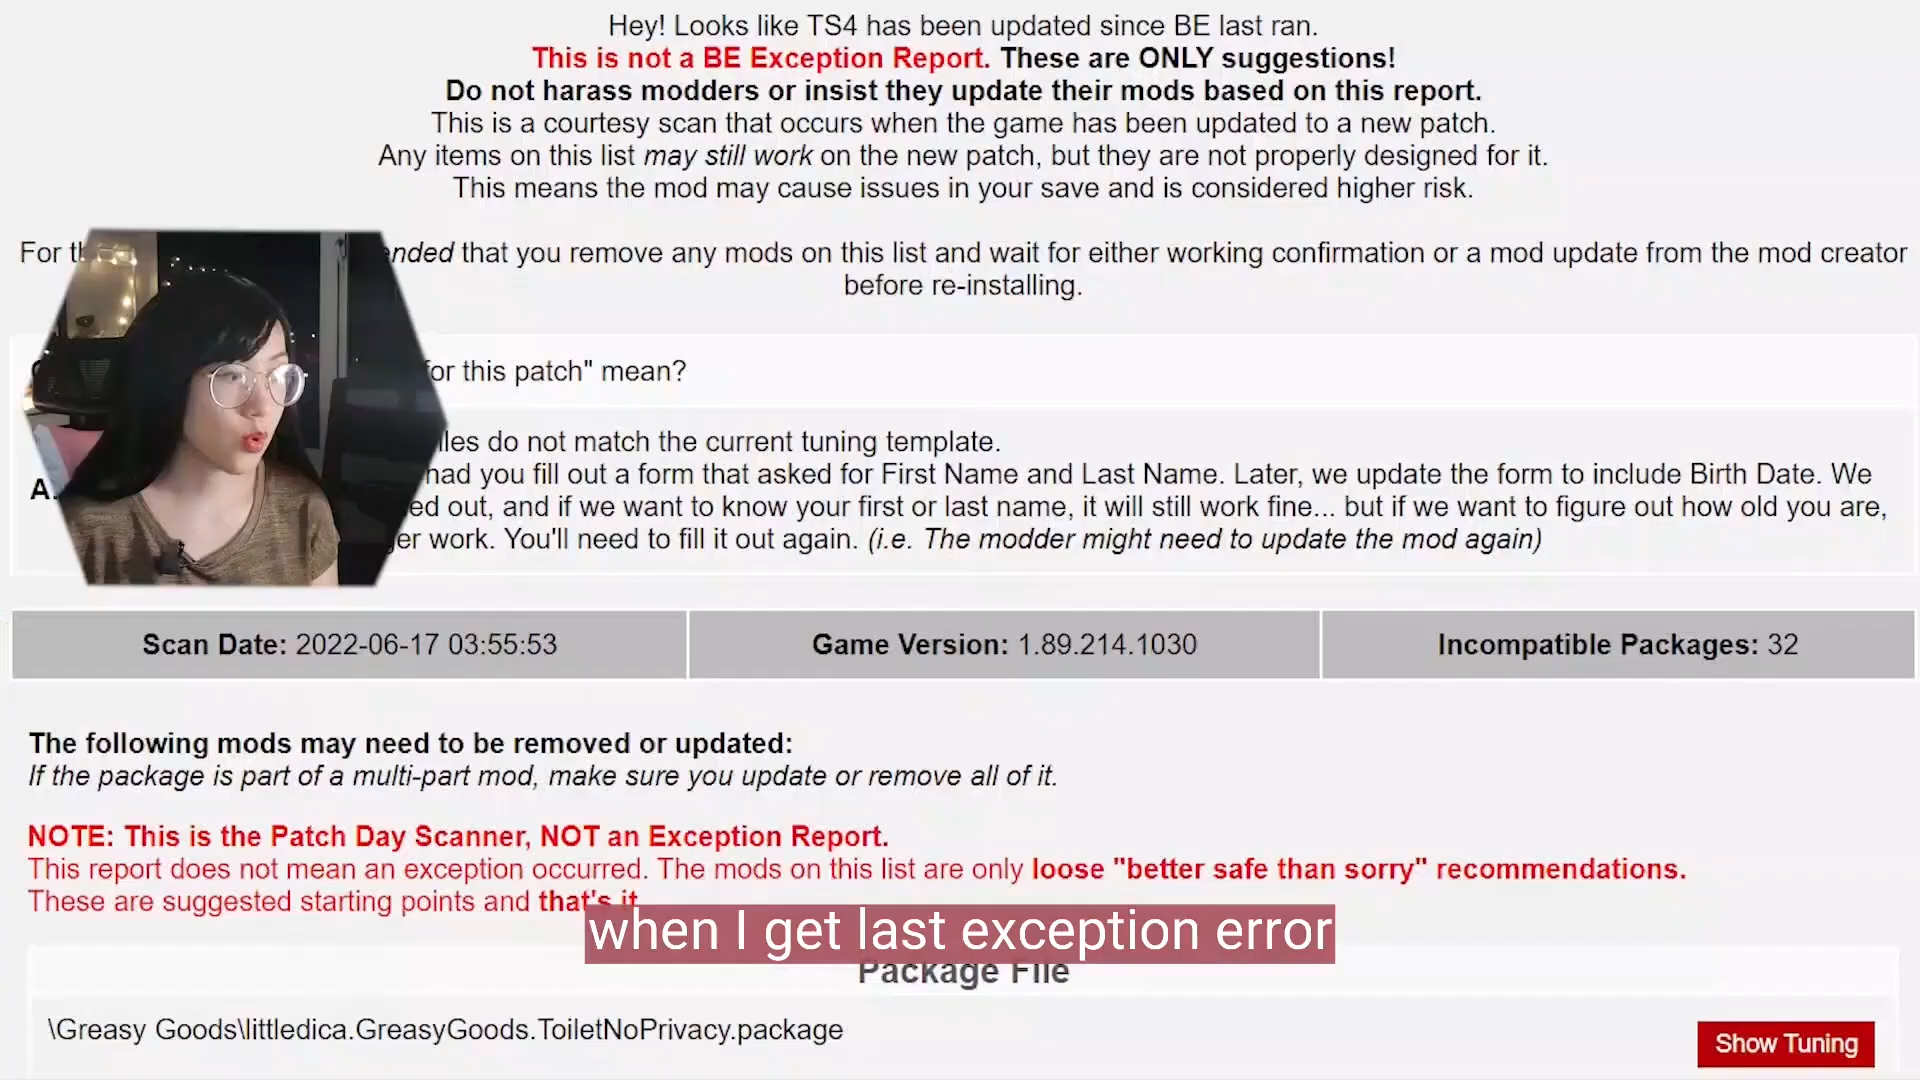 Hey! Looks like TS4 has been updated since BE last ran.
This is not a BE Exception Report. These are ONLY suggestions!
Do not harass modders or insist they update their mods based on this report.
This is a courtesy scan that occurs when the game has been updated to a new patch.
Any items on this list may still work on the new patch, but they are not properly designed for it.
This means the mod may cause issues in your save and is considered higher risk.
For that you remove any mods on this list and wait for either working confirmation or a mod update from the mod creator
before re-installing.
for this patch" mean?
do not match the current tuning template.
had you fill out a form that asked for First Name and Last Name. Later, we update the form to include Birth Date. We
A. out, and if we want to know your first or last name, it will still work fine... but if we want to figure out how old you are,
work. You'll need to fill it out again. (i.e. The modder might need to update the mod again)
Scan Date: 2022-06-17 03:55:53
Game Version: 1.89.214.1030
Incompatible Packages: 32
The following mods may need to be removed or updated:
If the package is part of a multi-part mod, make sure you update or remove all of it.
NOTE: This is the Patch Day Scanner, NOT an Exception Report.
This report does not mean an exception occurred. The mods on this list are only loose "better safe than sorry" recommendations.
These are suggested starting points and that's it
when I get last exception error
Package File
\Greasy Goods\littledica.GreasyGoods.ToiletNoPrivacy.package
Show Tuning